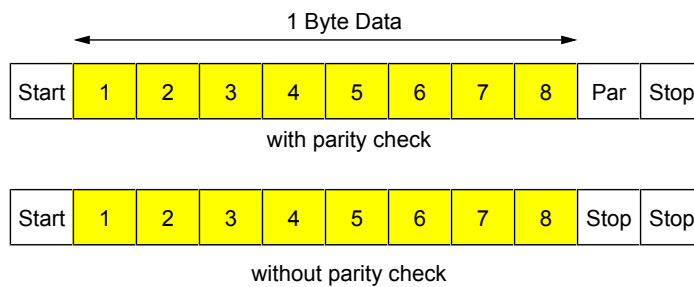 1 Byte Data
Start 1 2 3 4 5 6 7 8 Par Stop
with parity check
Start 1 2 3 4 5 6 7 8 Stop Stop
without parity check